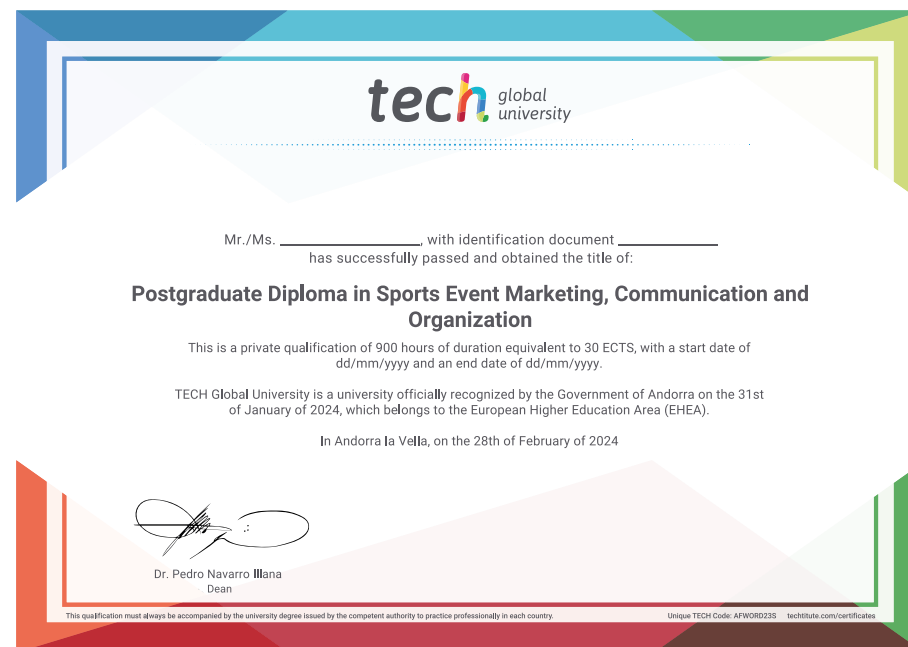 tech global university
Mr./Ms. ____________________, with identification document ______________
has successfully passed and obtained the title of:
Postgraduate Diploma in Sports Event Marketing, Communication and
Organization
This is a private qualification of 900 hours of duration equivalent to 30 ECTS, with a start date of
dd/mm/yyyy and an end date of dd/mm/yyyy.
TECH Global University is a university officially recognized by the Government of Andorra on the 31st
of January of 2024, which belongs to the European Higher Education Area (EHEA).
In Andorra la Vella, on the 28th of February of 2024
Dr. Pedro Navarro Illana
Dean
This qualification must always be accompanied by the university degree issued by the competent authority to practice professionally in each country.
Unique TECH Code: AFWORD23S techtitute.com/certificates